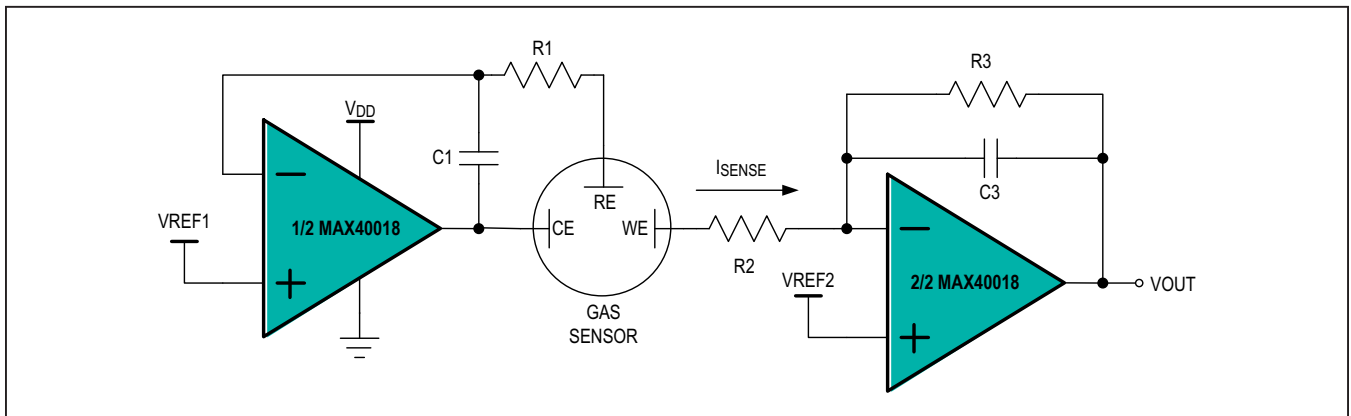 R1
R3
VDD
C1
C3
ISENSE
VREF1
1/2 MAX40018
RE
CE
WE
R2
VREF2
2/2 MAX40018
VOUT
GAS
SENSOR